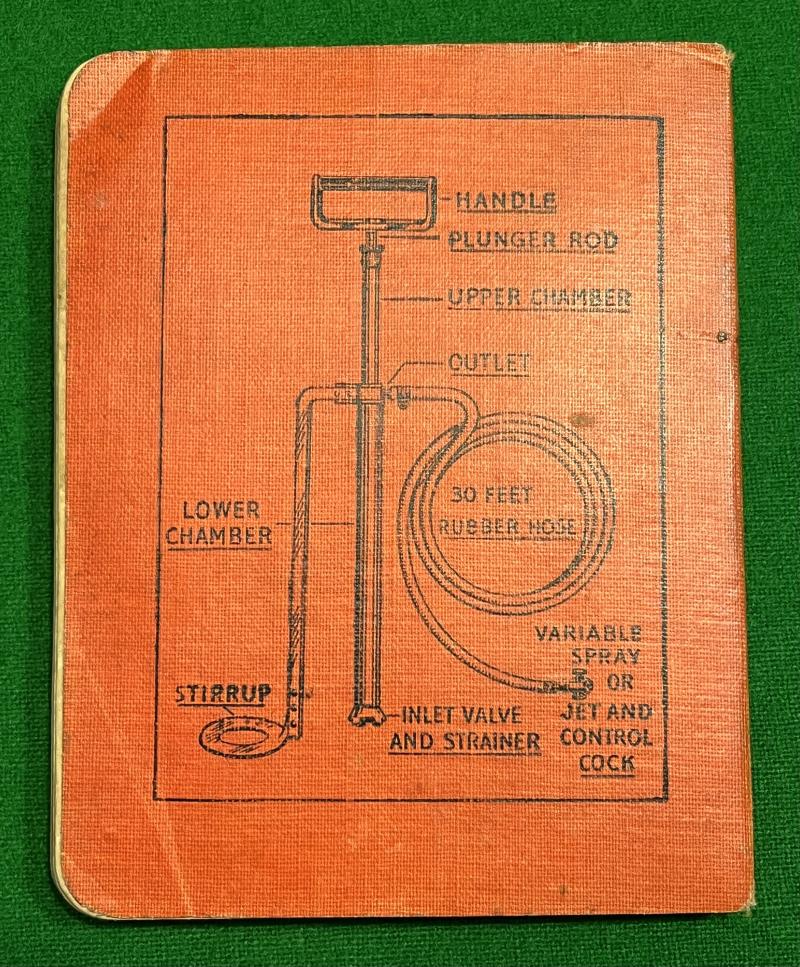 HANDLE
PLUNGER ROD
UPPER CHAMBER
OUTLET
30 FEET
RUBBER HOSE
LOWER
CHAMBER
VARIABLE
SPRAY
OR
JET AND
CONTROL
COCK
STIRRUP
INLET VALVE
AND STRAINER